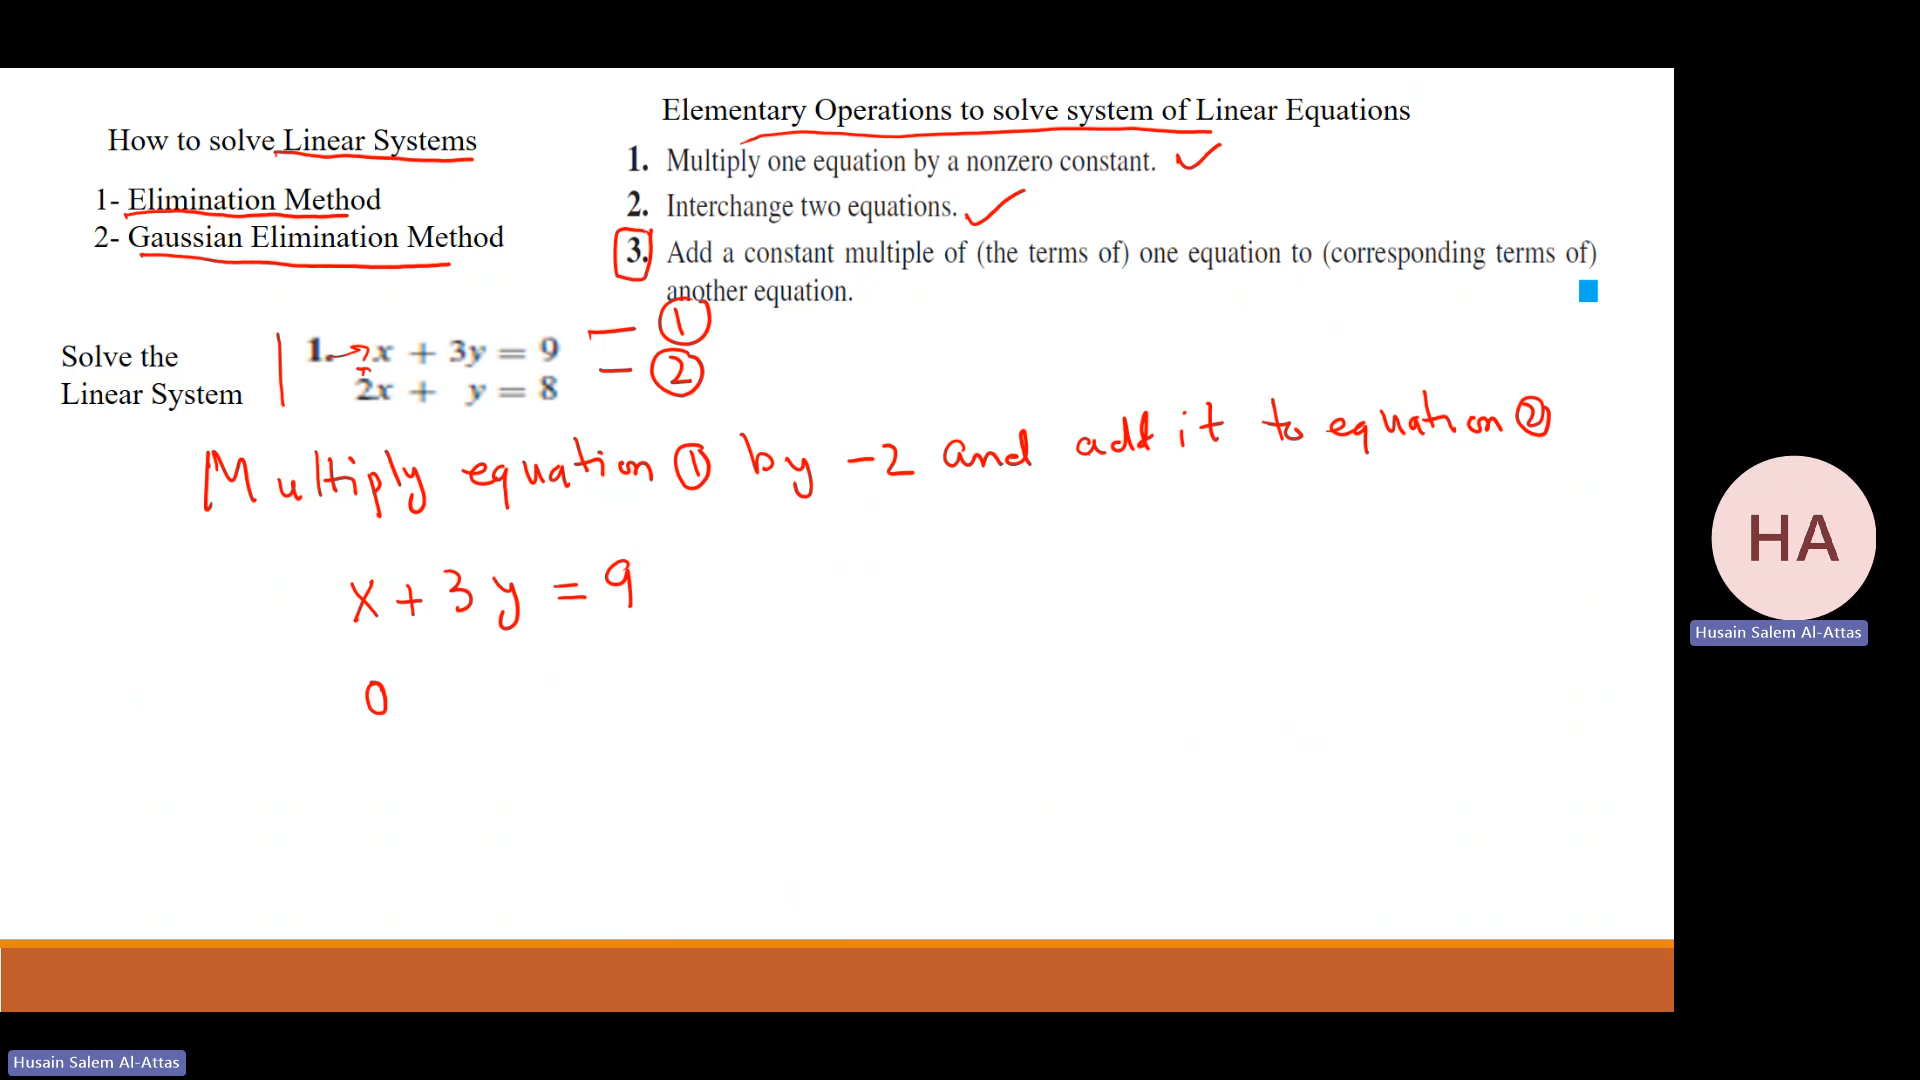 How to solve Linear Systems
1- Elimination Method
2- Gaussian Elimination Method
Elementary Operations to solve system of Linear Equations
1. Multiply one equation by a nonzero constant.
2. Interchange two equations.
3. Add a constant multiple of (the terms of) one equation to (corresponding terms of)
another equation.
Solve the
Linear System
1. x + 3y = 9 — ①
2x + y = 8 — ②
Multiply equation ① by -2 and add it to equation ②
x + 3y = 9
0
HA
Husain Salem Al-Attas
Husain Salem Al-Attas